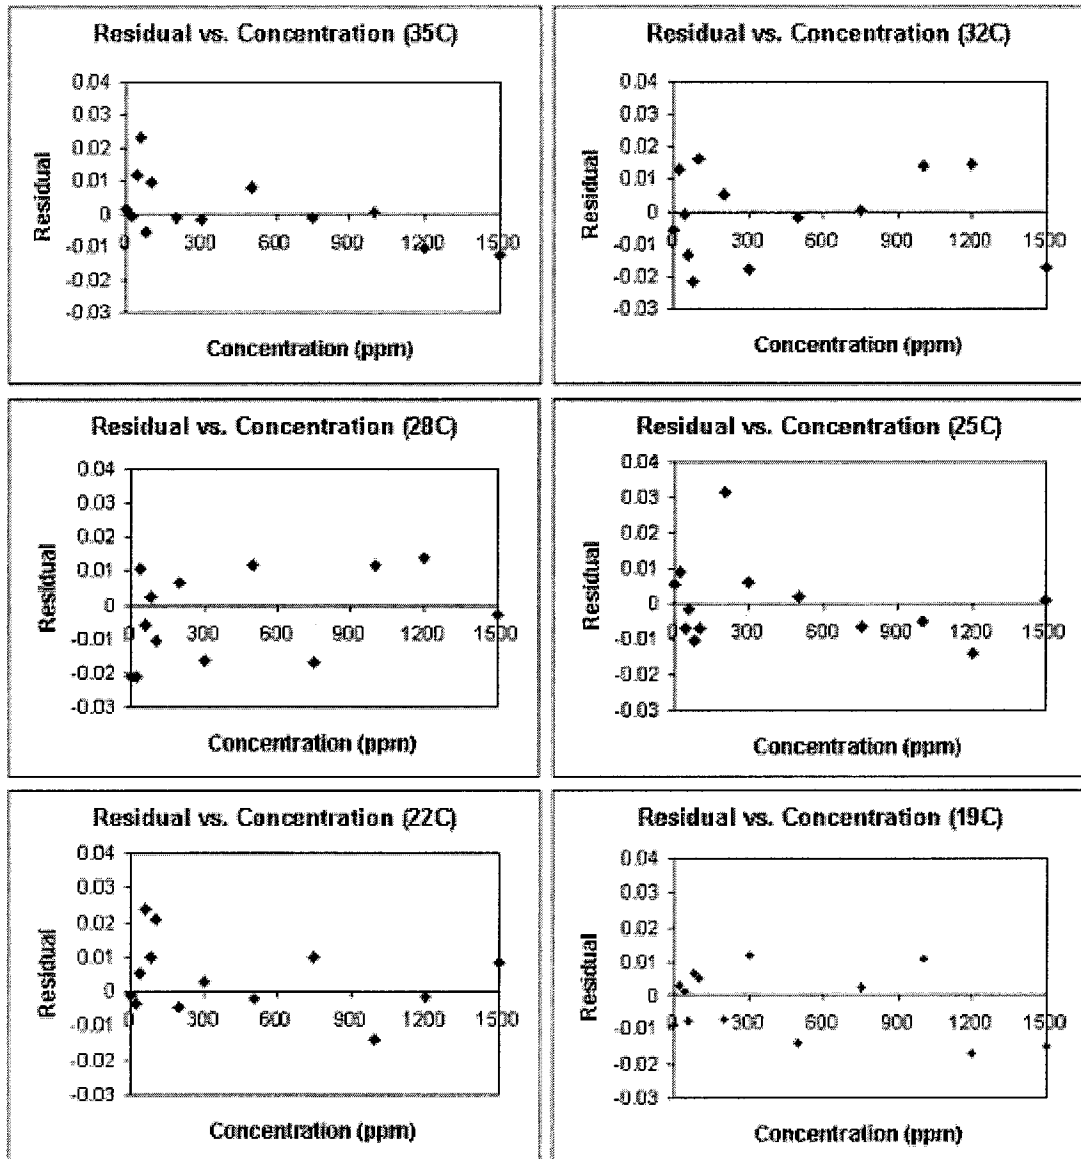 Residual vs. Concentration (35C)
0.04
0.03
0.02
0.01
0
-0.01
-0.02
-0.03
0 300 600 900 1200 1500
Residual
Concentration (ppm)
Residual vs. Concentration (32C)
0.04
0.03
0.02
0.01
0
-0.01
-0.02
-0.03
0 300 600 900 1200 1500
Residual
Concentration (ppm)
Residual vs. Concentration (28C)
0.04
0.03
0.02
0.01
0
-0.01
-0.02
-0.03
0 300 600 900 1200 1500
Residual
Concentration (ppm)
Residual vs. Concentration (25C)
0.04
0.03
0.02
0.01
0
-0.01
-0.02
-0.03
0 300 600 900 1200 1500
Residual
Concentration (ppm)
Residual vs. Concentration (22C)
0.04
0.03
0.02
0.01
0
-0.01
-0.02
-0.03
0 300 600 900 1200 1500
Residual
Concentration (ppm)
Residual vs. Concentration (19C)
0.04
0.03
0.02
0.01
0
-0.01
-0.02
-0.03
0 300 600 900 1200 1500
Residual
Concentration (ppm)